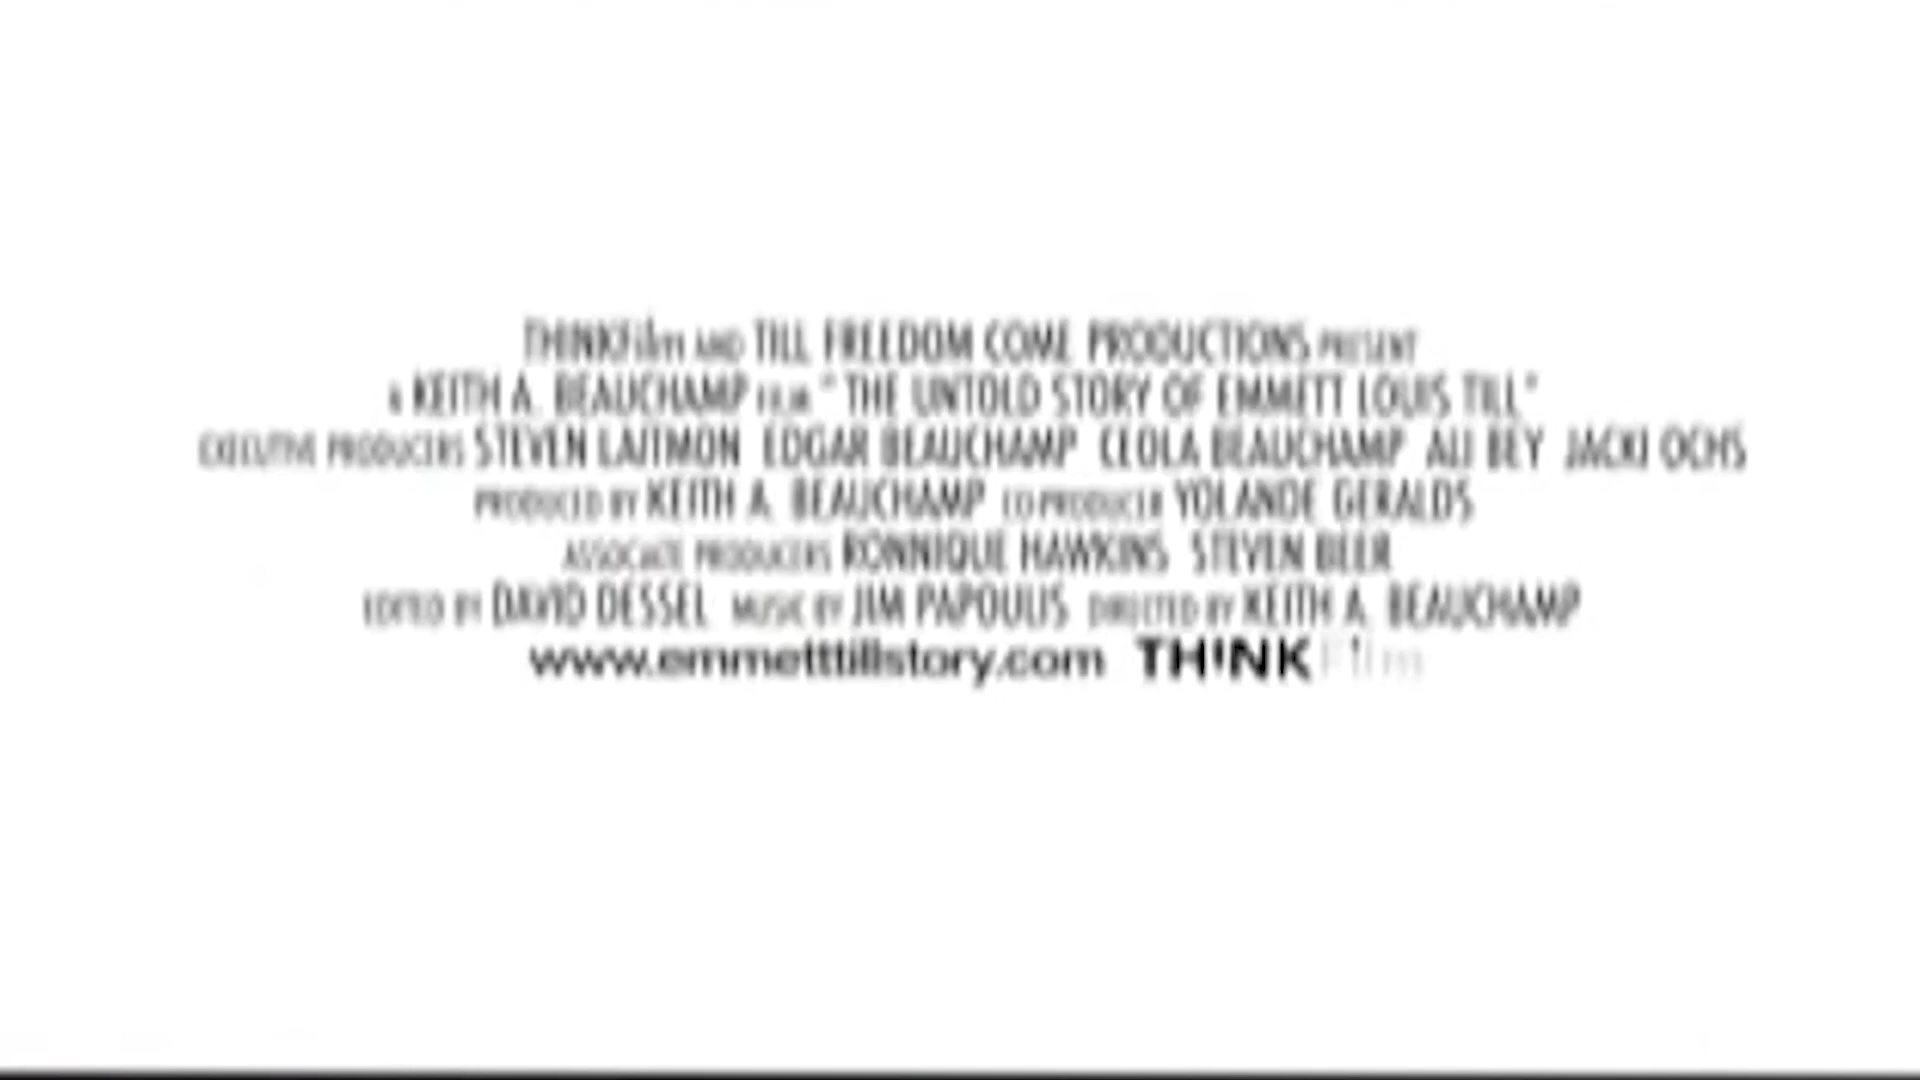 THINKFilm AND TILL FREEDOM COME PRODUCTIONS PRESENT
A KEITH A. BEAUCHAMP FILM "THE UNTOLD STORY OF EMMETT LOUIS TILL"
EXECUTIVE PRODUCERS STEVEN LAITMON EDGAR BEAUCHAMP CEOLA BEAUCHAMP ALI BEY JACKI OCHS
PRODUCED BY KEITH A. BEAUCHAMP CO-PRODUCER YOLANDE GERALDS
ASSOCIATE PRODUCERS RONNIQUE HAWKINS STEVEN BEER
EDITED BY DAVID DESSEL MUSIC BY JIM PAPOULIS DIRECTED BY KEITH A. BEAUCHAMP
www.emmetttillstory.com THINKFilm